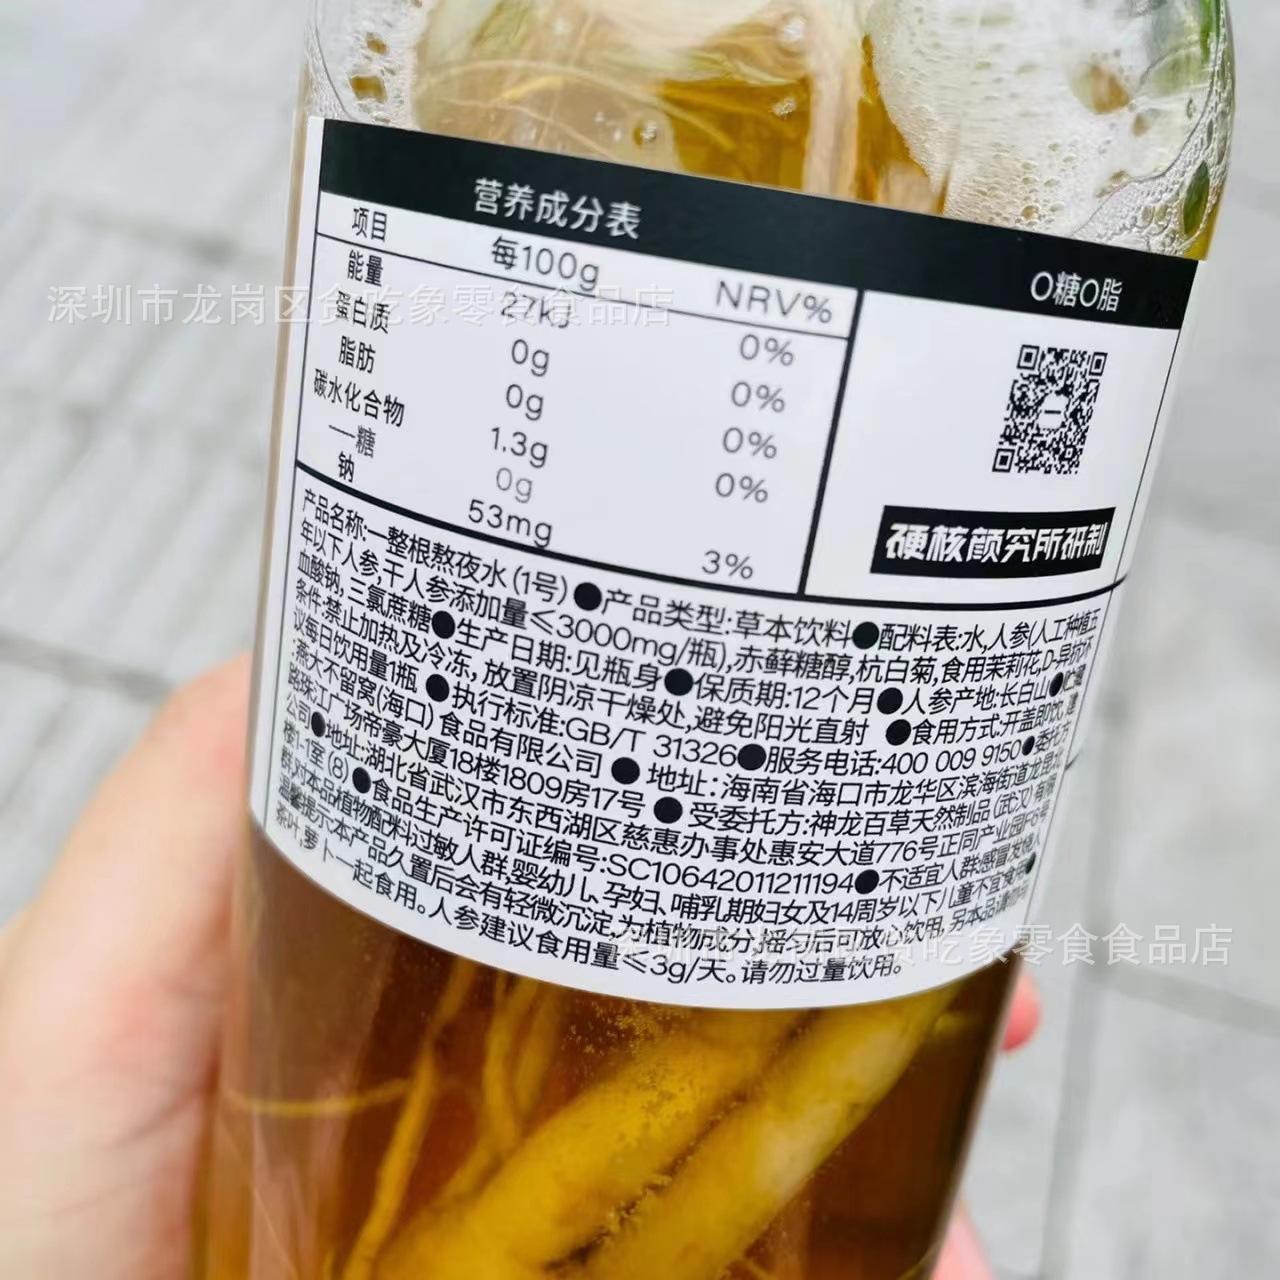 营养成分表
0糖0脂
项目 每100g NRV%
能量 27kJ 0%
蛋白质 0g 0%
脂肪 0g 0%
碳水化合物 1.3g 0%
—糖 0g
钠 53mg 3%
硬核颜究所研制
产品名称:一整根熬夜水(1号)●产品类型:草本饮料●配料表:水,人参(人工种植五
年以下人参,干人参添加量≤3000mg/瓶),赤藓糖醇,杭白菊,食用茉莉花,D-异抗坏
血酸钠,三氯蔗糖●生产日期:见瓶身●保质期:12个月●人参产地:长白山●贮藏
条件:禁止加热及冷冻,放置阴凉干燥处,避免阳光直射●食用方式:开盖即饮,建
议每日饮用量1瓶●执行标准:GB/T 31326●服务电话:400 009 9150●委托方
:燕大不留窝(海口)食品有限公司●地址:海南省海口市龙华区滨海街道龙昆北
路珠江广场帝豪大厦18楼1809房17号●受委托方:神龙百草天然制品(武汉)有限
公司●地址:湖北省武汉市东西湖区慈惠办事处惠安大道776号正同产业园F6号
楼1-1室(8)●食品生产许可证编号:SC10642011211194●不适宜人群:感冒发烧人
群,对本品植物配料过敏人群,婴幼儿、孕妇、哺乳期妇女及14周岁以下儿童不宜食用●
温馨提示:本产品久置后会有轻微沉淀,为植物成分,摇匀后可放心饮用,另本品
茶叶,萝卜一起食用。人参建议食用量≤3g/天。请勿过量饮用。
深圳市龙岗区贪吃象零食食品店
深圳市龙岗区贪吃象零食食品店